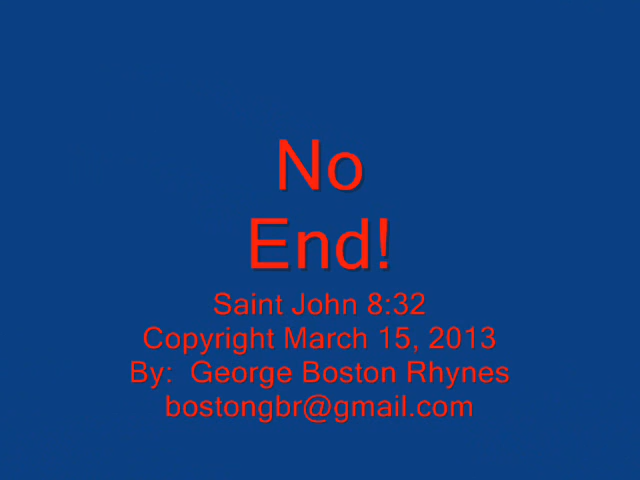 No
End!
Saint John 8:32
Copyright March 15, 2013
By:  George Boston Rhynes
bostongbr@gmail.com